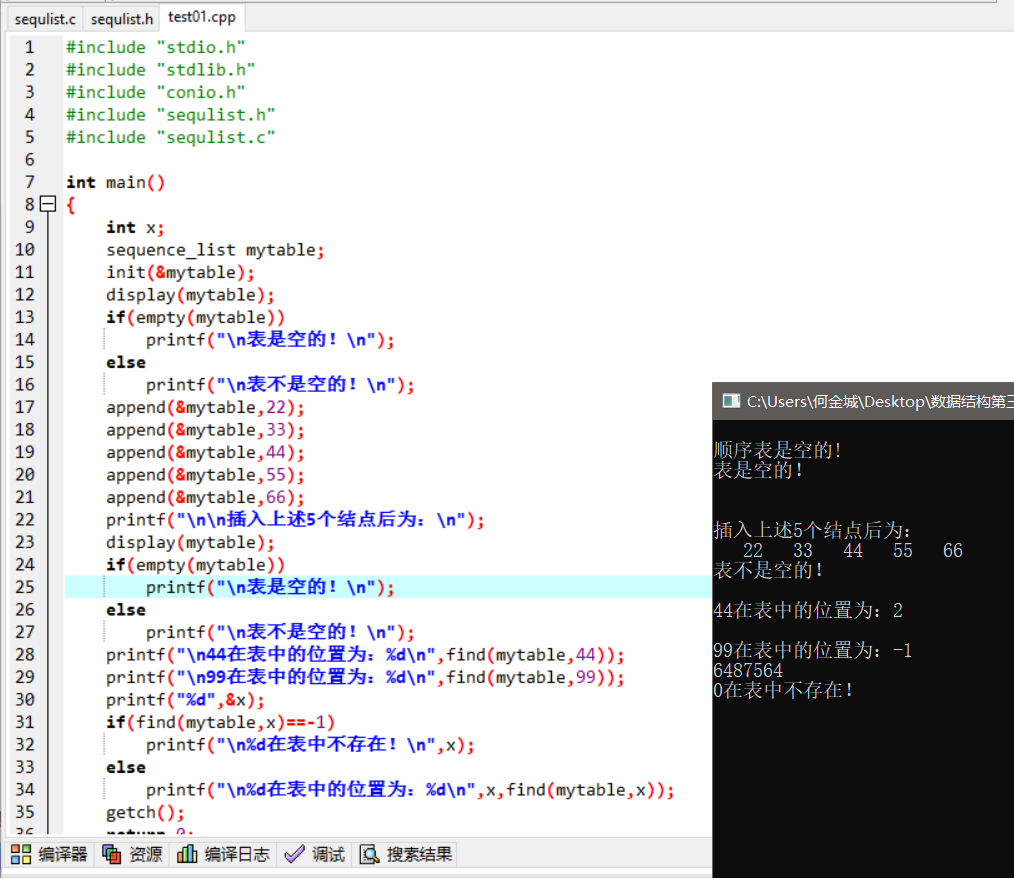 sequlist.c sequlist.h test01.cpp
1 #include "stdio.h"
2 #include "stdlib.h"
3 #include "conio.h"
4 #include "sequlist.h"
5 #include "sequlist.c"
6
7 int main()
8 {
9 int x;
10 sequence_list mytable;
11 init(&mytable);
12 display(mytable);
13 if(empty(mytable))
14 printf("\n表是空的！\n");
15 else
16 printf("\n表不是空的！\n");
17 append(&mytable,22);
18 append(&mytable,33);
19 append(&mytable,44);
20 append(&mytable,55);
21 append(&mytable,66);
22 printf("\n\n插入上述5个结点后为：\n");
23 display(mytable);
24 if(empty(mytable))
25 printf("\n表是空的！\n");
26 else
27 printf("\n表不是空的！\n");
28 printf("\n44在表中的位置为：%d\n",find(mytable,44));
29 printf("\n99在表中的位置为：%d\n",find(mytable,99));
30 printf("%d",&x);
31 if(find(mytable,x)==-1)
32 printf("\n%d在表中不存在！\n",x);
33 else
34 printf("\n%d在表中的位置为：%d\n",x,find(mytable,x));
35 getch();
36 return 0;
编译器 资源 编译日志 调试 搜索结果
C:\Users\何金城\Desktop\数据结构第三
顺序表是空的!
表是空的！
插入上述5个结点后为：
22 33 44 55 66
表不是空的！
44在表中的位置为：2
99在表中的位置为：-1
6487564
0在表中不存在！